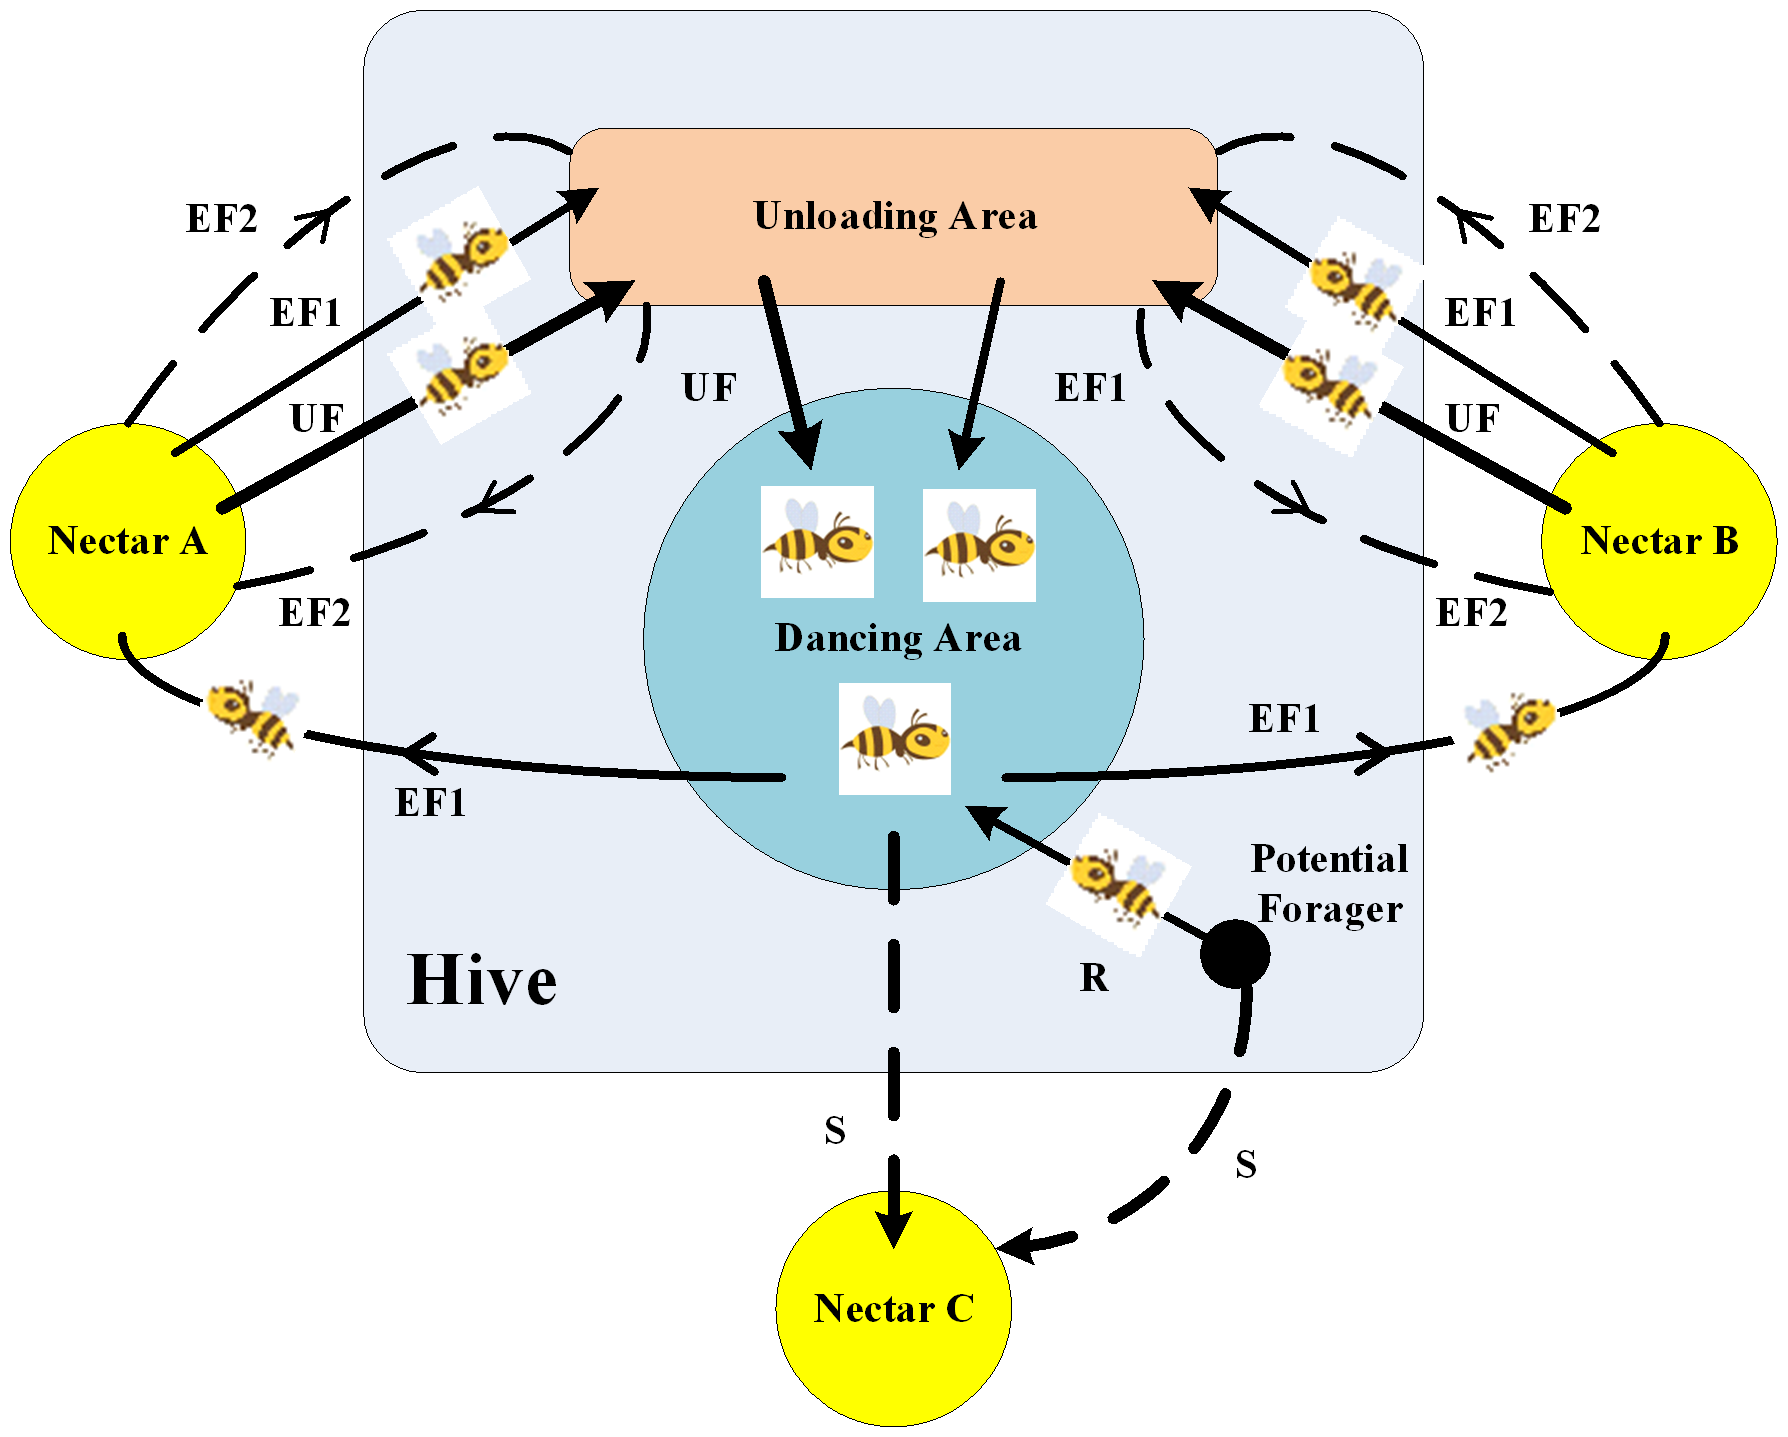 EF2
EF2
Unloading Area
EF1
EF1
UF
UF
EF1
UF
Nectar A
Nectar B
EF2
EF2
Dancing Area
EF1
EF1
Potential
Forager
Hive
R
S
S
Nectar C